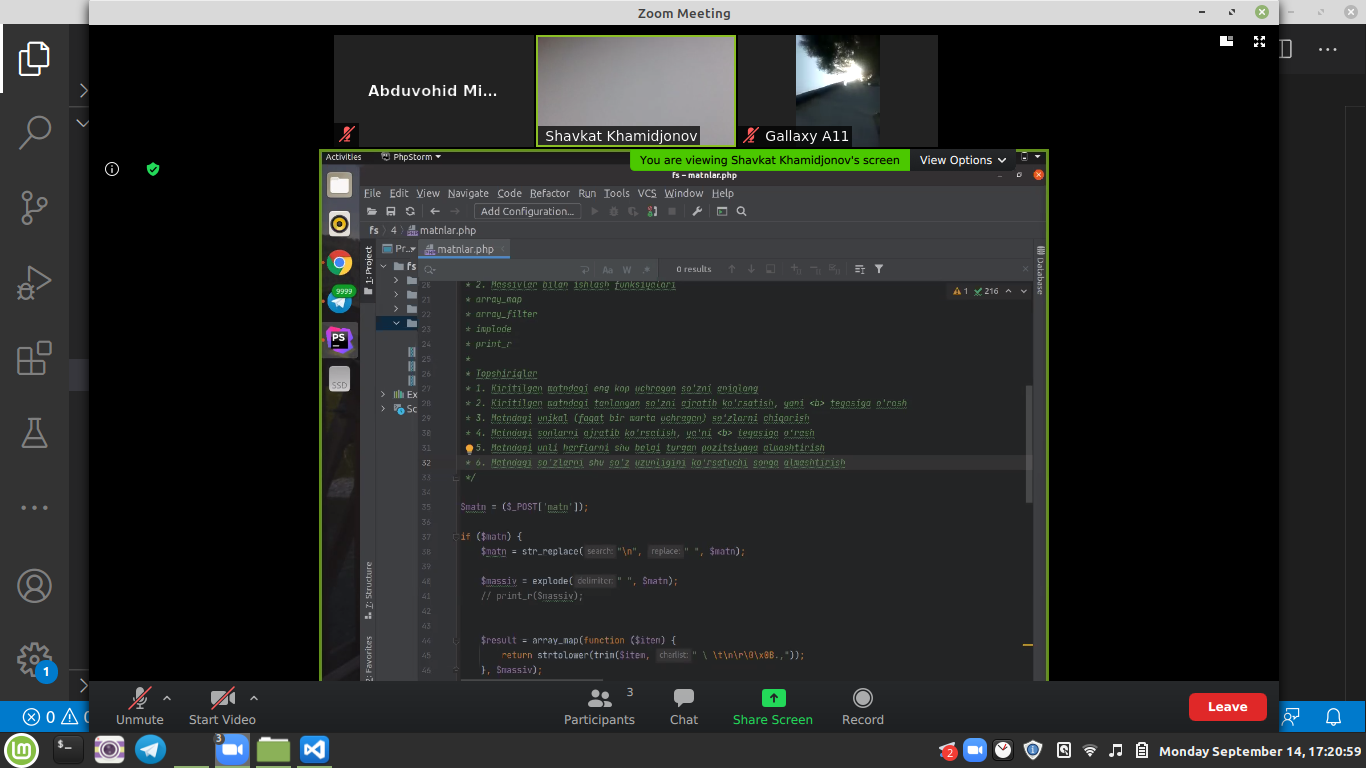 Zoom Meeting
Abduvohid Mi...
Shavkat Khamidjonov
Gallaxy A11
Activities
PhpStorm
You are viewing Shavkat Khamidjonov's screen
View Options
fs – matnlar.php
File Edit View Navigate Code Refactor Run Tools VCS Window Help
Add Configuration...
fs 4 matnlar.php
1: Project
Pr...
matnlar.php
Database
fs
Aa W .*
0 results
1 216
9999
PS
SSD
Ex
Sc
20 * 2. Massivlar bilan ishlash funksiyalari
21 * array_map
22 * array_filter
23 * implode
24 * print_r
25 *
26 * Topshiriqlar
27 * 1. Kiritilgan matndagi eng kop uchragan so'zni aniqlang
28 * 2. Kiritilgan matndagi tanlangan so'zni ajratib ko'rsatish, yani <b> tegasiga o'rash
29 * 3. Matndagi unikal (faqat bir marta uchragan) so'zlarni chiqarish
30 * 4. Matndagi sonlarni ajratib ko'rsatish, ya'ni <b> tegasiga o'rash
31 5. Matndagi unli harflarni shu belgi turgan pozitsiyaga almashtirish
32 * 6. Matndagi so'zlarni shu so'z uzunligini ko'rsatuvchi songa almashtirish
33 */
34
35 $matn = ($_POST['matn']);
36
37 if ($matn) {
38 $matn = str_replace( search: "\n", replace: " ", $matn);
39
40 $massiv = explode( delimiter: " ", $matn);
41 // print_r($massiv);
42
43
44 $result = array_map(function ($item) {
45 return strtolower(trim($item, charlist: " \ \t\n\r\0\x0B.,"));
46 }, $massiv);
7: Structure
2: Favorites
1
0
Unmute
Start Video
Participants
3
Chat
Share Screen
Record
Leave
3
2
Monday September 14, 17:20:59